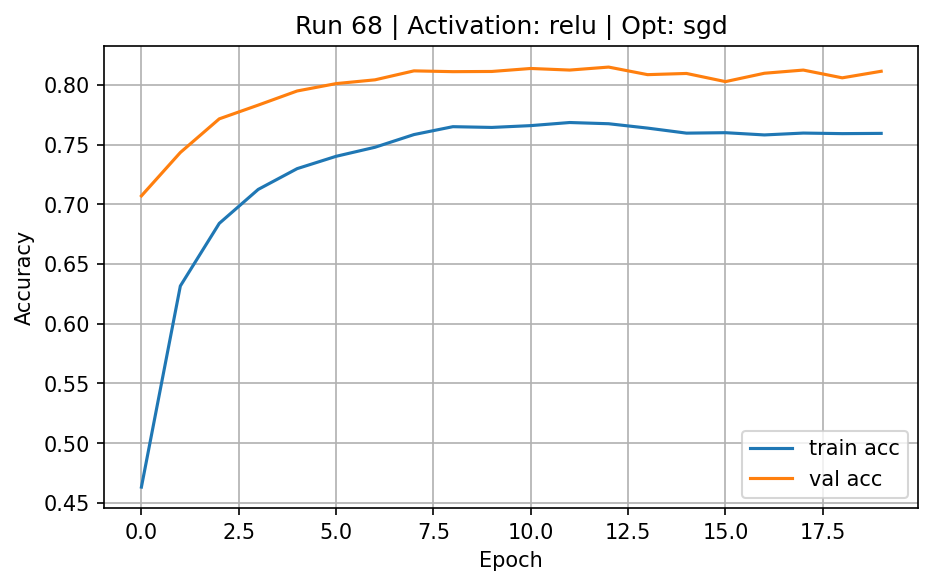 Run 68 | Activation: relu | Opt: sgd
Accuracy
0.80
0.75
0.70
0.65
0.60
0.55
0.50
0.45
train acc
val acc
0.0 2.5 5.0 7.5 10.0 12.5 15.0 17.5
Epoch